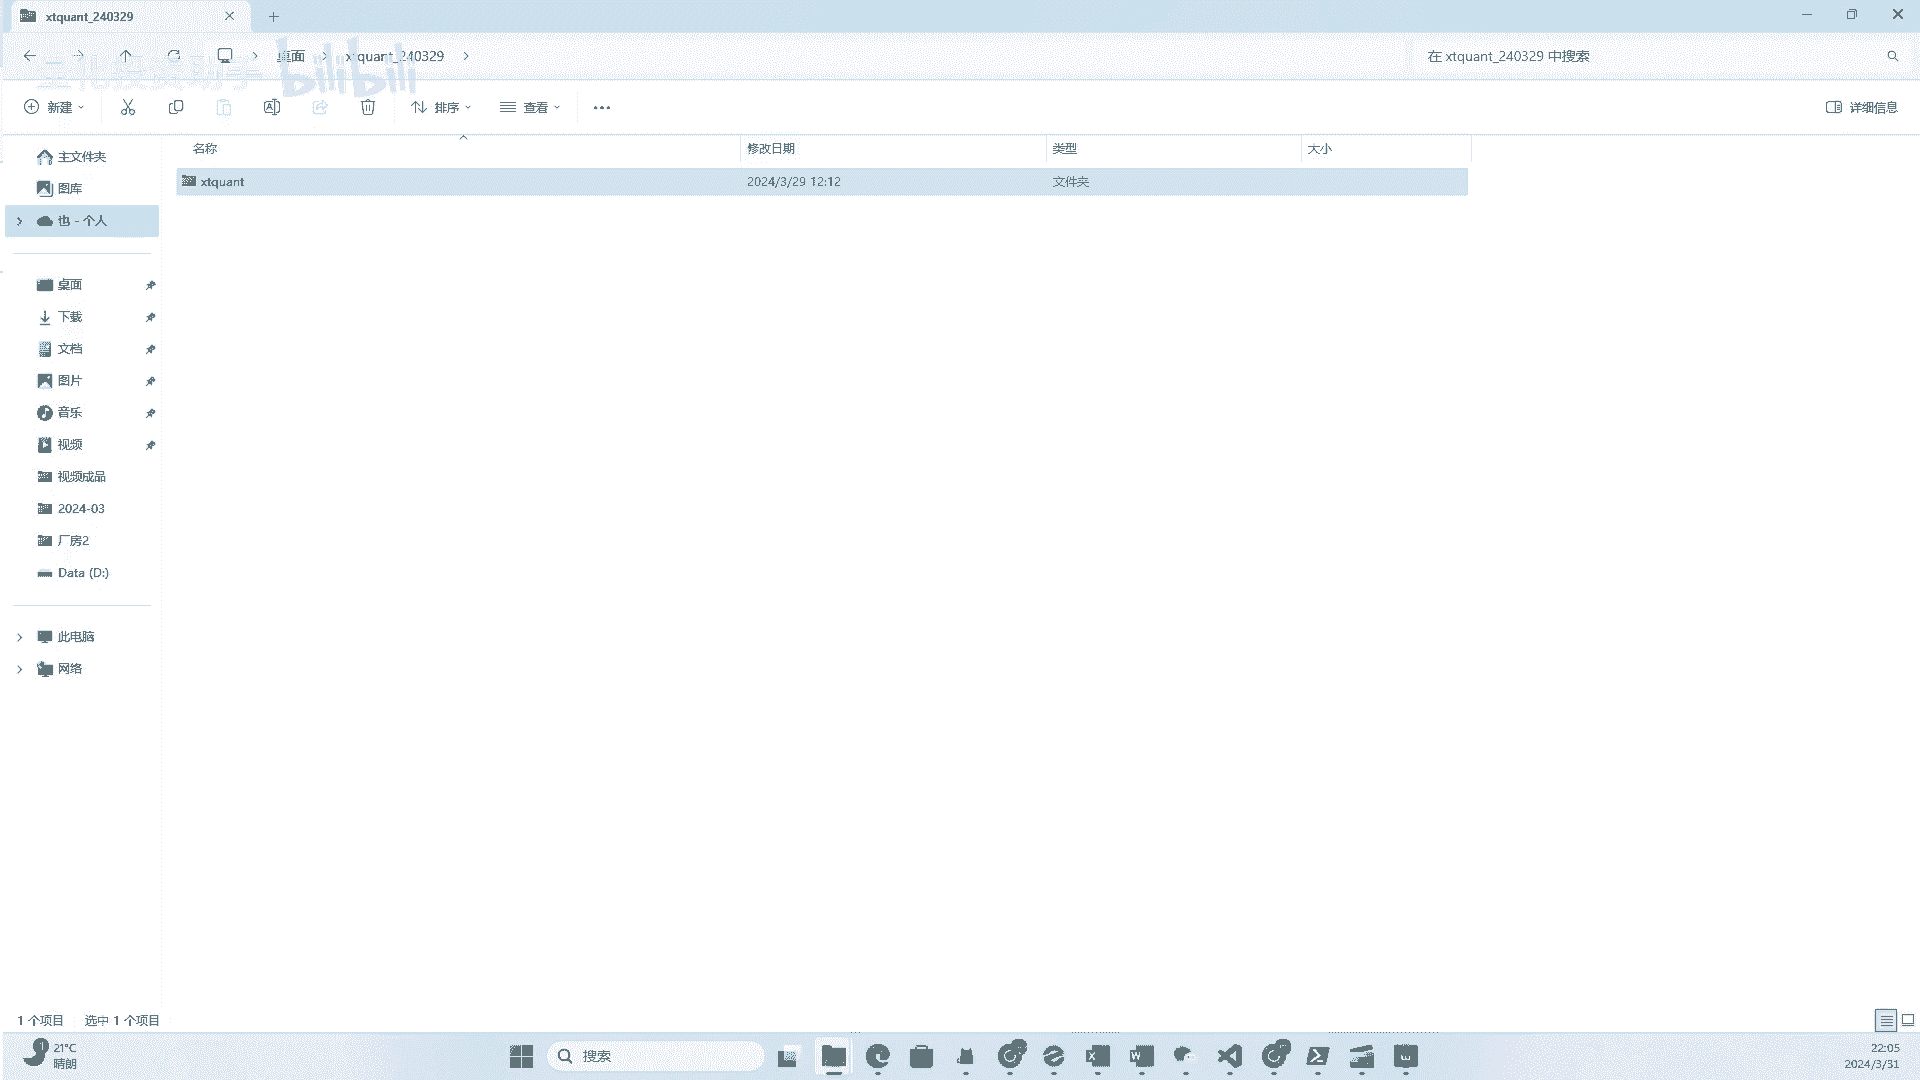 xtquant_240329
桌面
xtquant_240329
在 xtquant_240329 中搜索
bilibili
新建
排序
查看
详细信息
名称
修改日期
类型
大小
xtquant
2024/3/29 12:12
文件夹
主文件夹
图库
也 - 个人
桌面
下载
文档
图片
音乐
视频
视频成品
2024-03
厂房2
Data (D:)
此电脑
网络
1 个项目
选中 1 个项目
1
21°C
晴朗
搜索
22:05
2024/3/31